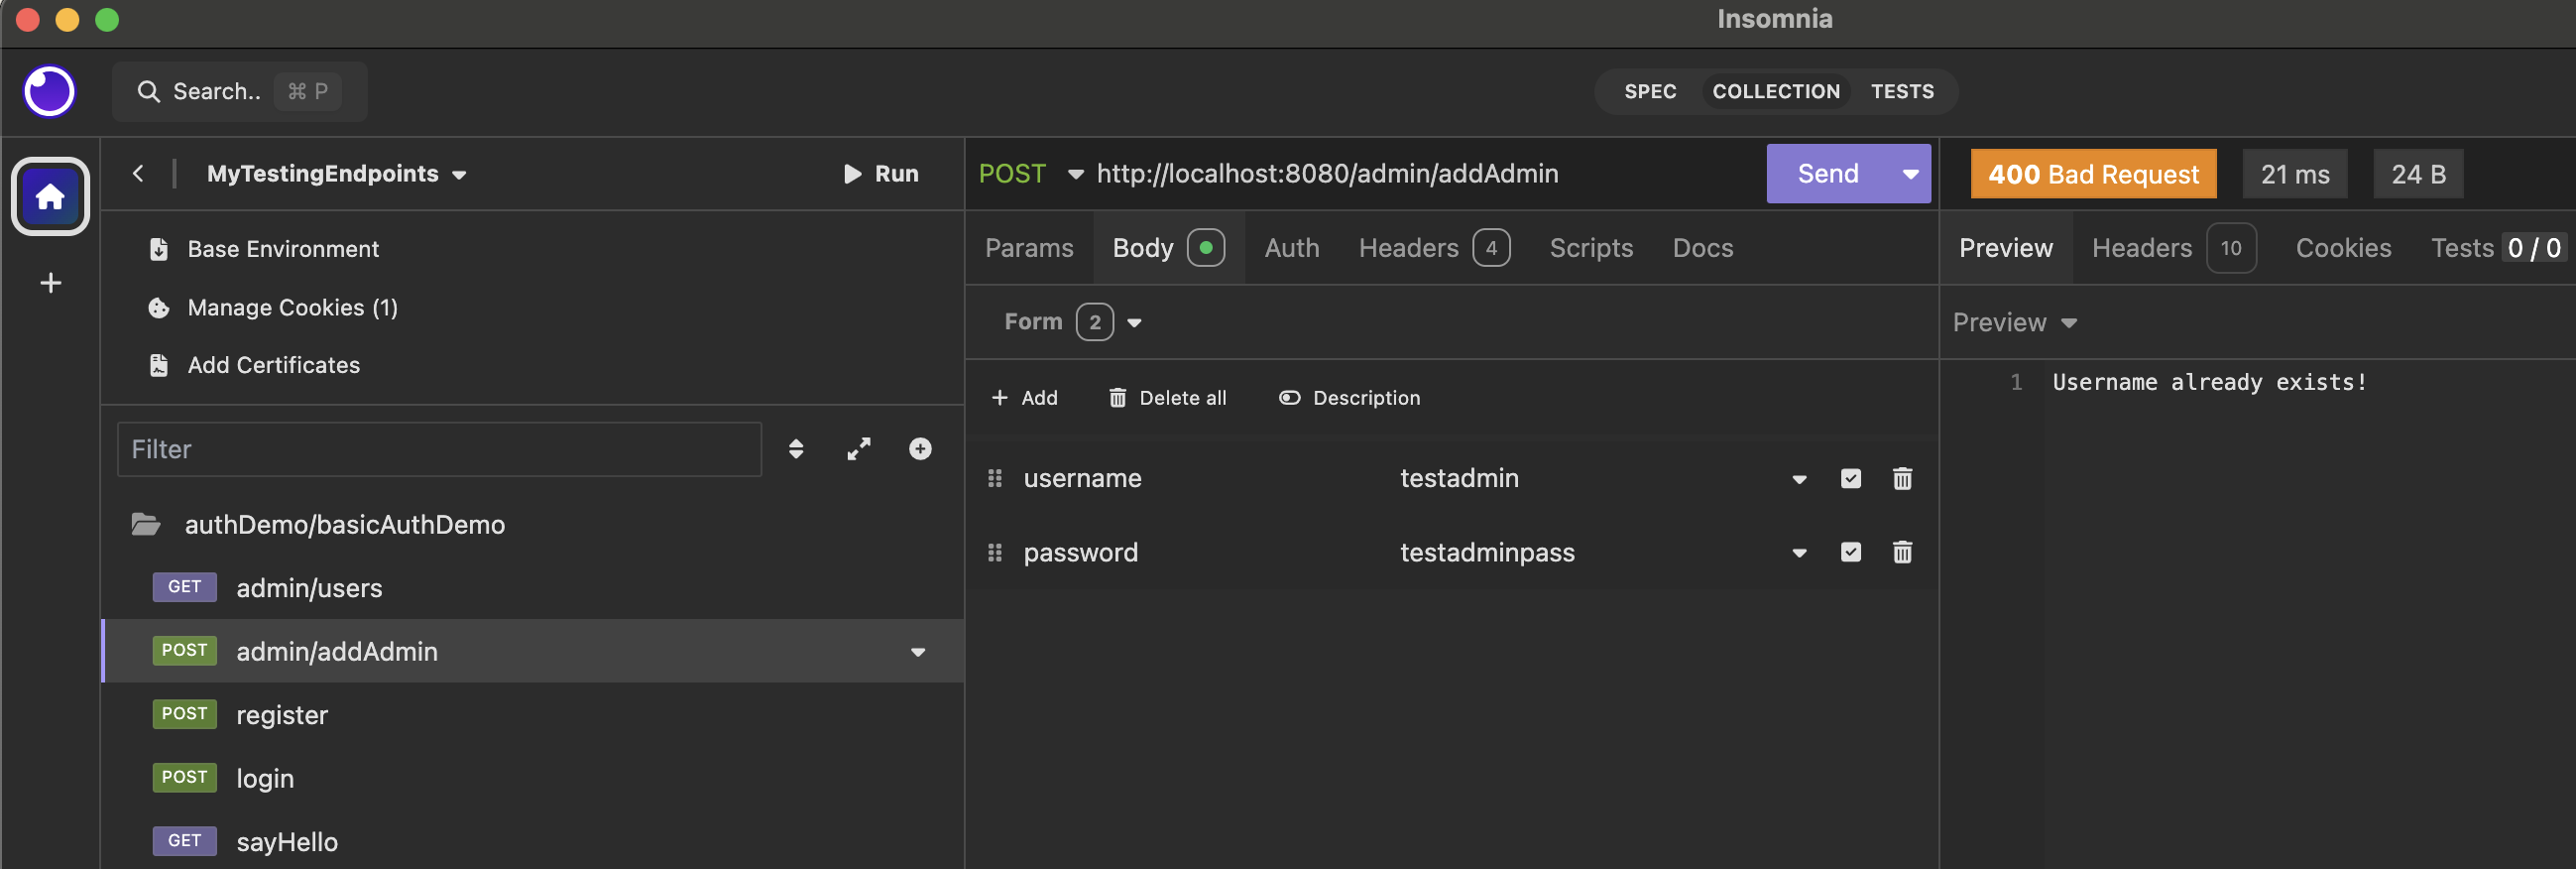 Insomnia
Search.. ⌘ P
SPEC COLLECTION TESTS
MyTestingEndpoints Run
POST http://localhost:8080/admin/addAdmin Send
400 Bad Request 21 ms 24 B
Base Environment
Manage Cookies (1)
Add Certificates
Params Body Auth Headers 4 Scripts Docs
Preview Headers 10 Cookies Tests 0 / 0
Form 2
Preview
Add Delete all Description
1 Username already exists!
Filter
username testadmin
password testadminpass
authDemo/basicAuthDemo
GET admin/users
POST admin/addAdmin
POST register
POST login
GET sayHello